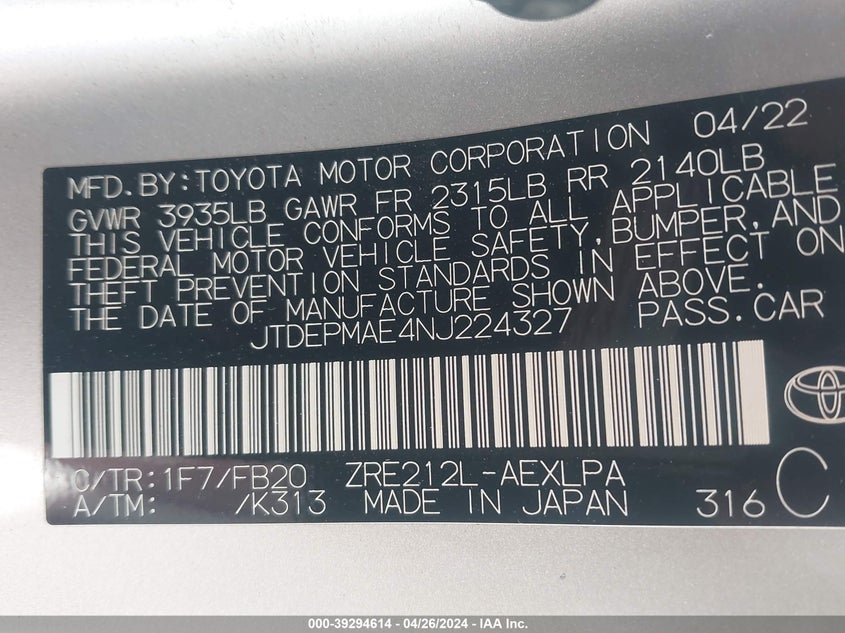 MFD.BY:TOYOTA MOTOR CORPORATION 04/22
GVWR 3935LB GAWR FR 2315LB RR 2140LB
THIS VEHICLE CONFORMS TO ALL APPLICABLE
FEDERAL MOTOR VEHICLE SAFETY,BUMPER,AND
THEFT PREVENTION STANDARDS IN EFFECT ON
THE DATE OF MANUFACTURE SHOWN ABOVE.
JTDEPMAE4NJ224327 PASS.CAR
C/TR:1F7/FB20 ZRE212L-AEXLPA C
A/TM: /K313 MADE IN JAPAN 316
000-39294614 - 04/26/2024 - IAA Inc.